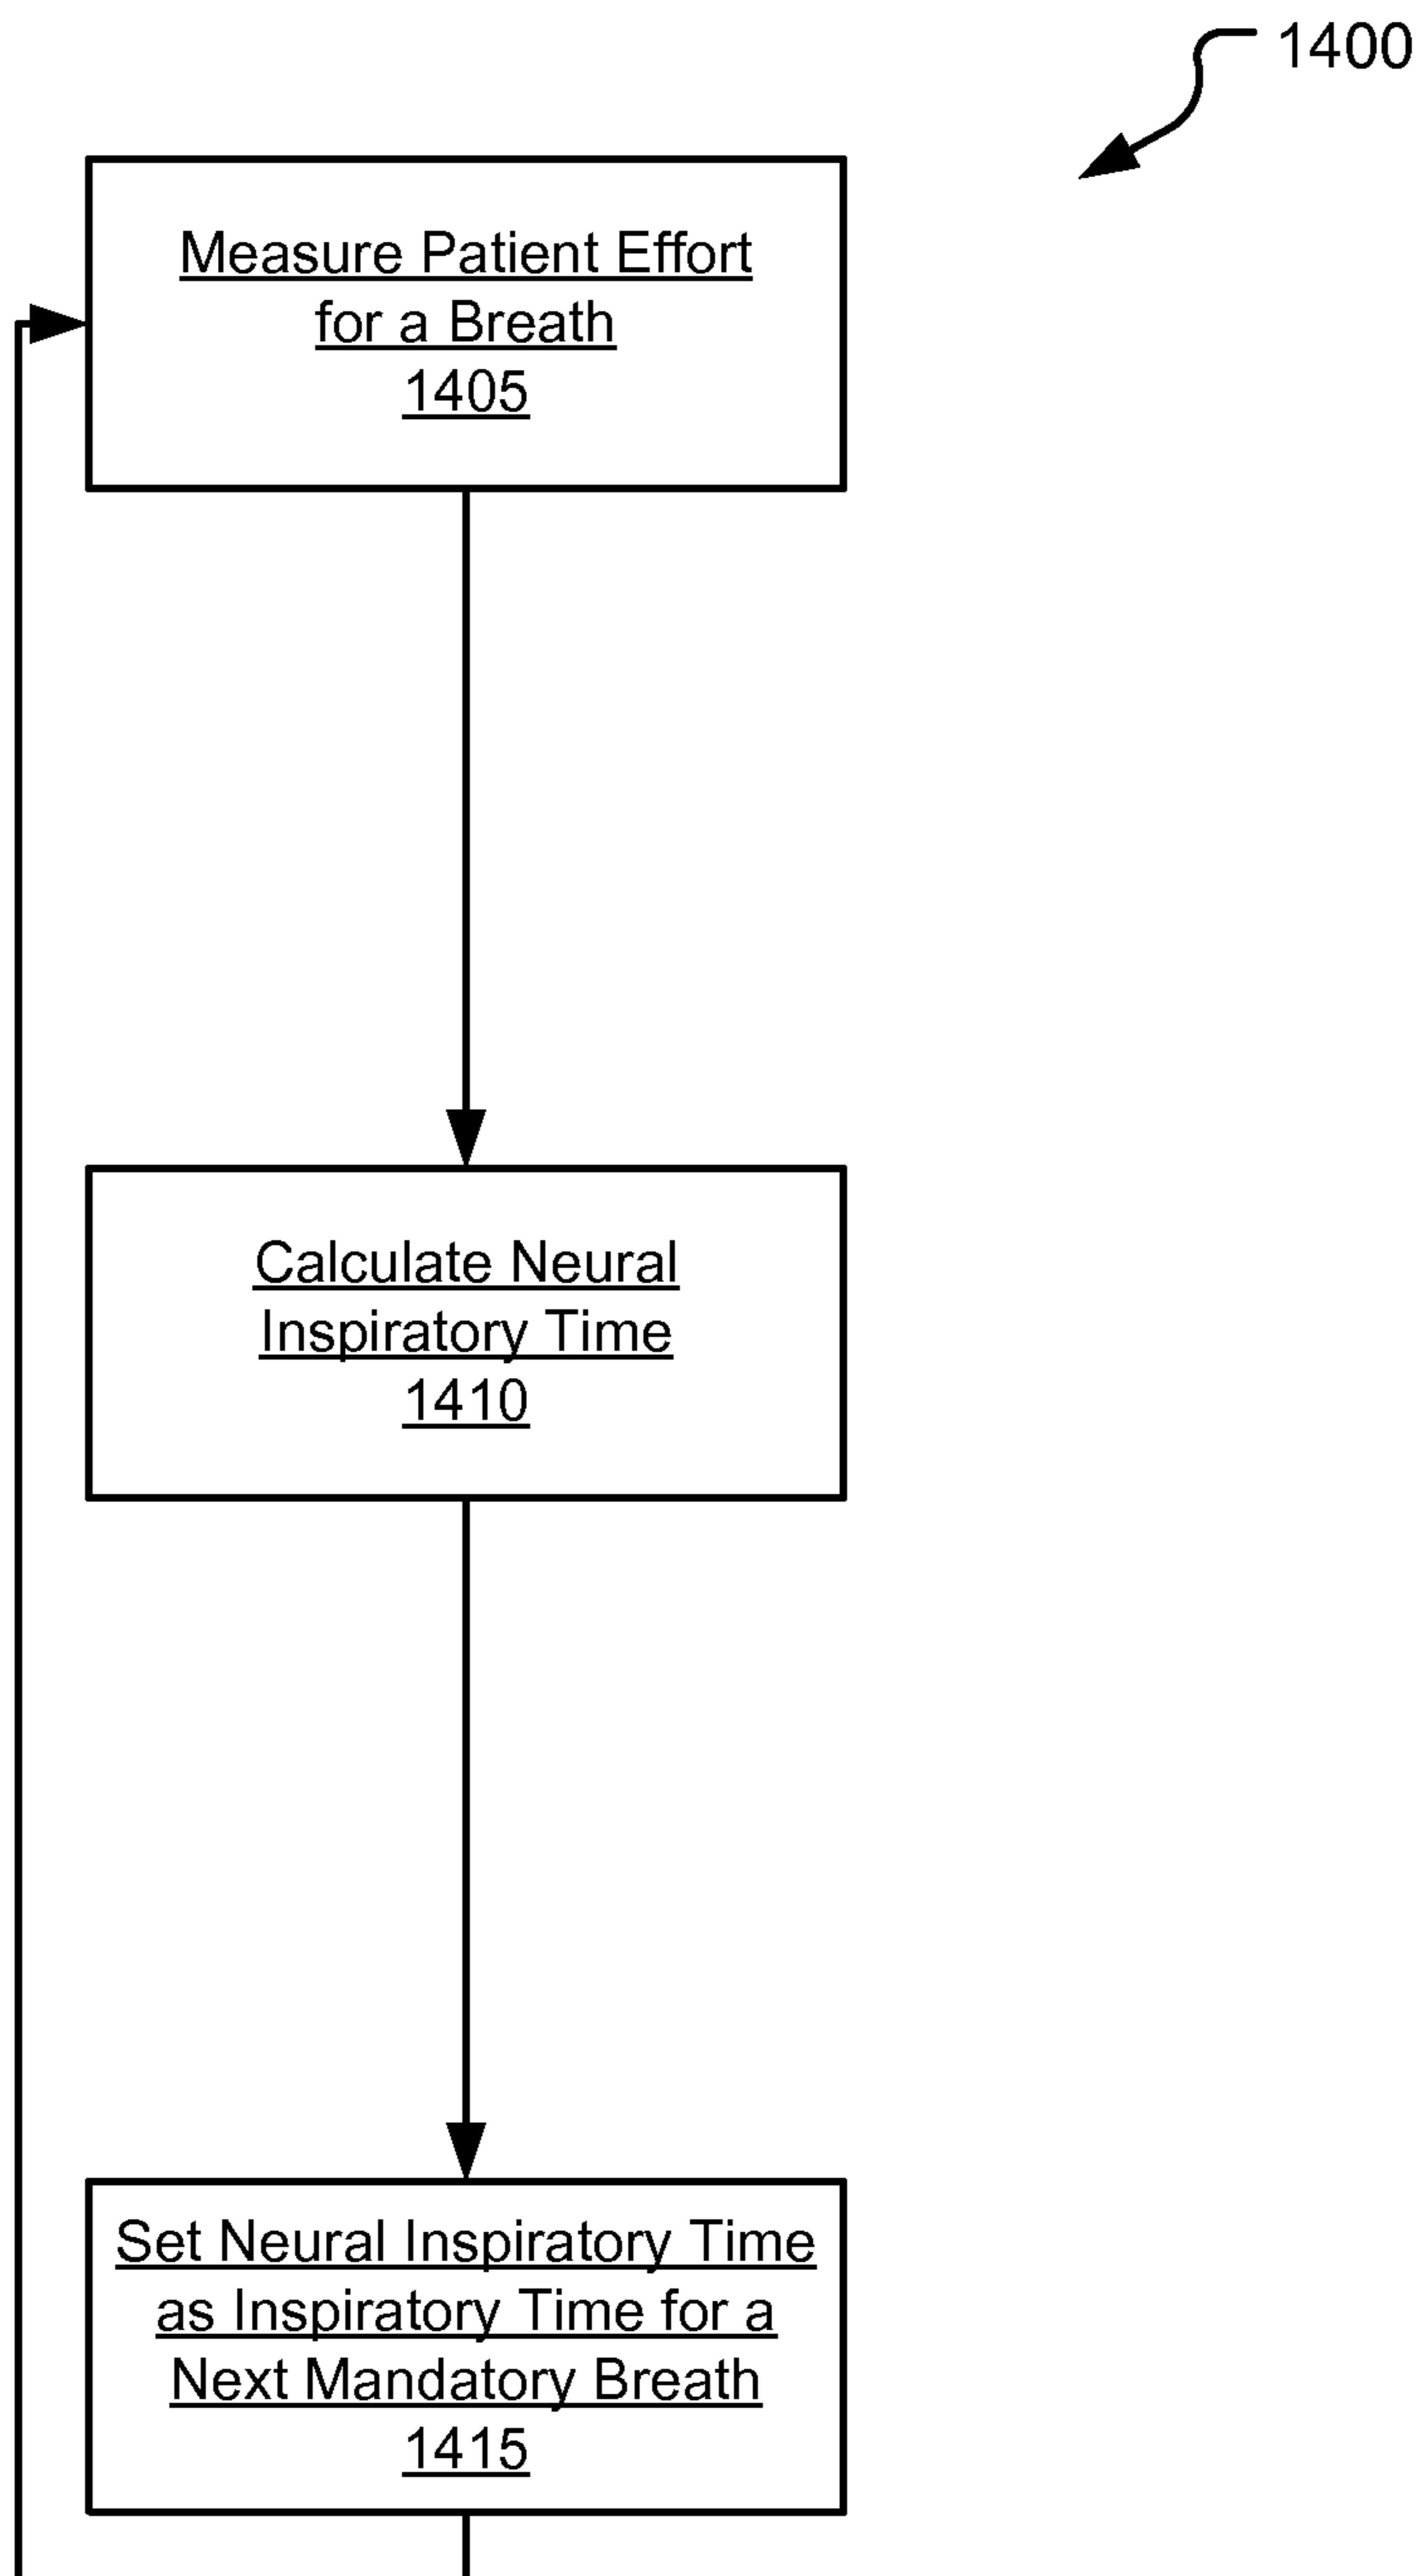 1400
Measure Patient Effort
for a Breath
1405
Calculate Neural
Inspiratory Time
1410
Set Neural Inspiratory Time
as Inspiratory Time for a
Next Mandatory Breath
1415